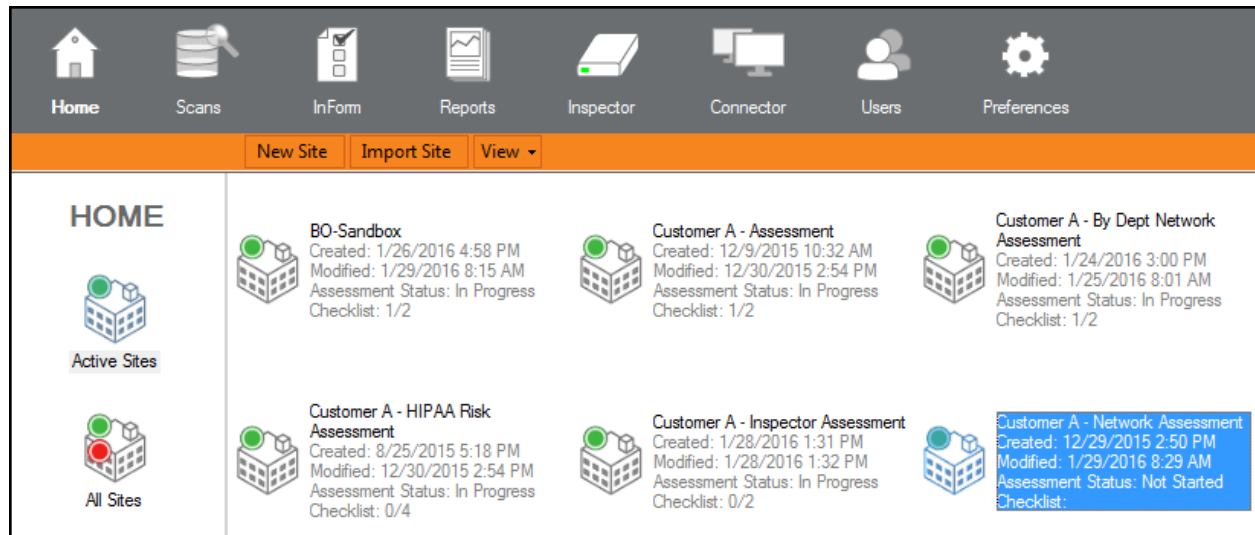 Home
Scans
InForm
Reports
Inspector
Connector
Users
Preferences
New Site
Import Site
View
HOME
Active Sites
All Sites
BO-Sandbox
Created: 1/26/2016 4:58 PM
Modified: 1/29/2016 8:15 AM
Assessment Status: In Progress
Checklist: 1/2
Customer A - Assessment
Created: 12/9/2015 10:32 AM
Modified: 12/30/2015 2:54 PM
Assessment Status: In Progress
Checklist: 1/2
Customer A - By Dept Network
Assessment
Created: 1/24/2016 3:00 PM
Modified: 1/25/2016 8:01 AM
Assessment Status: In Progress
Checklist: 1/2
Customer A - HIPAA Risk
Assessment
Created: 8/25/2015 5:18 PM
Modified: 12/30/2015 2:54 PM
Assessment Status: In Progress
Checklist: 0/4
Customer A - Inspector Assessment
Created: 1/28/2016 1:31 PM
Modified: 1/28/2016 1:32 PM
Assessment Status: In Progress
Checklist: 0/2
Customer A - Network Assessment
Created: 12/29/2015 2:50 PM
Modified: 1/29/2016 8:29 AM
Assessment Status: Not Started
Checklist: